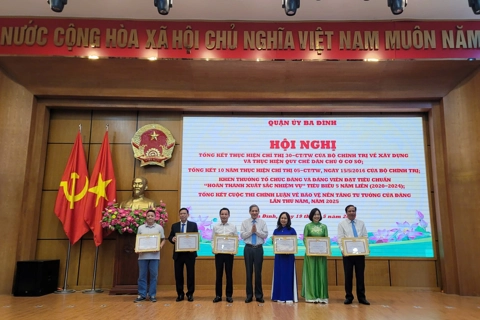 NƯỚC CỘNG HÒA XÃ HỘI CHỦ NGHĨA VIỆT NAM MUÔN NĂM
QUẬN ỦY BA ĐÌNH
HỘI NGHỊ
TỔNG KẾT THỰC HIỆN CHỈ THỊ 30-CT/TW CỦA BỘ CHÍNH TRỊ VỀ XÂY DỰNG
VÀ THỰC HIỆN QUY CHẾ DÂN CHỦ Ở CƠ SỞ;
TỔNG KẾT 10 NĂM THỰC HIỆN CHỈ THỊ 05-CT/TW, NGÀY 15/5/2016 CỦA BỘ CHÍNH TRỊ;
KHEN THƯỞNG TỔ CHỨC ĐẢNG VÀ ĐẢNG VIÊN ĐẠT TIÊU CHUẨN
"HOÀN THÀNH XUẤT SẮC NHIỆM VỤ" TIÊU BIỂU 5 NĂM LIỀN (2020-2024);
TỔNG KẾT CUỘC THI CHÍNH LUẬN VỀ BẢO VỆ NỀN TẢNG TƯ TƯỞNG CỦA ĐẢNG
LẦN THỨ NĂM, NĂM 2025
Đình, 19